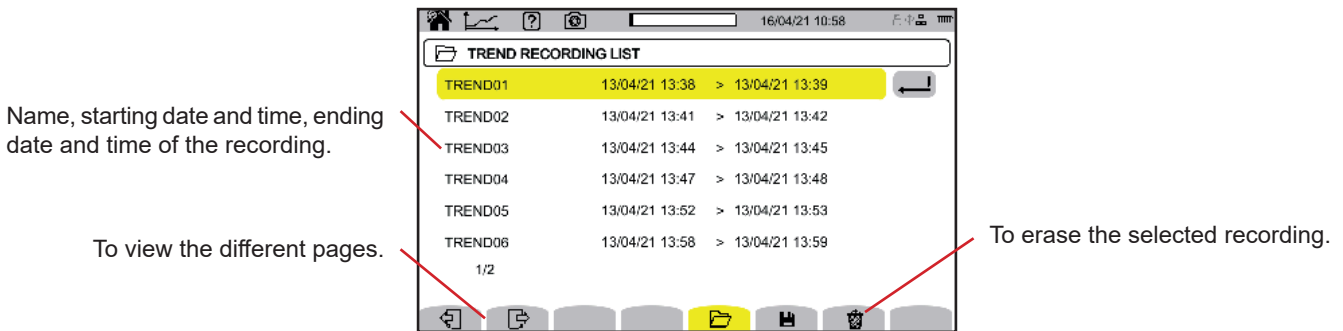 16/04/21 10:58
TREND RECORDING LIST
TREND01 13/04/21 13:38 > 13/04/21 13:39
TREND02 13/04/21 13:41 > 13/04/21 13:42
Name, starting date and time, ending
date and time of the recording.
TREND03 13/04/21 13:44 > 13/04/21 13:45
TREND04 13/04/21 13:47 > 13/04/21 13:48
TREND05 13/04/21 13:52 > 13/04/21 13:53
TREND06 13/04/21 13:58 > 13/04/21 13:59
To view the different pages.
To erase the selected recording.
1/2